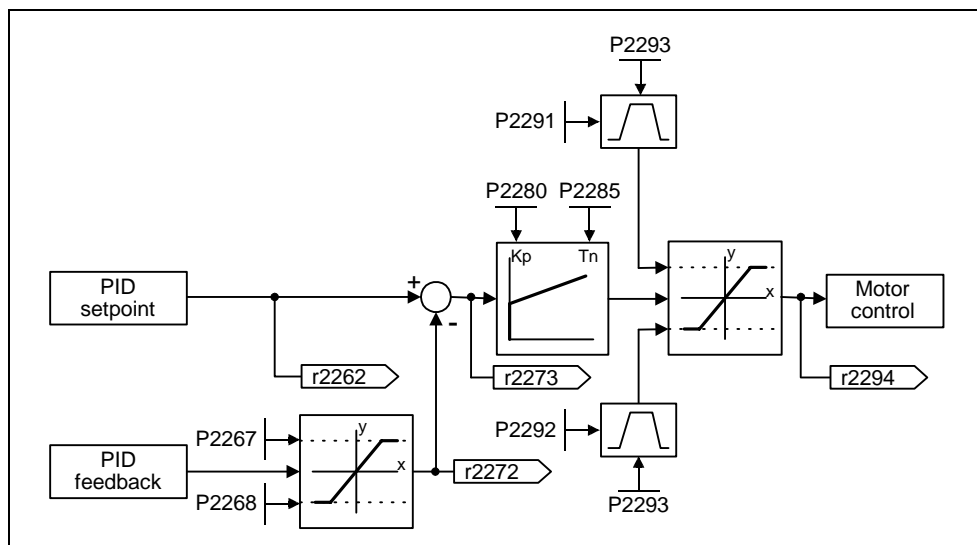 P2293
P2291
P2280
P2285
Kp
Tn
y
x
PID
setpoint
+
-
Motor
control
r2262
r2273
r2294
P2267
y
x
PID
feedback
P2268
r2272
P2292
P2293